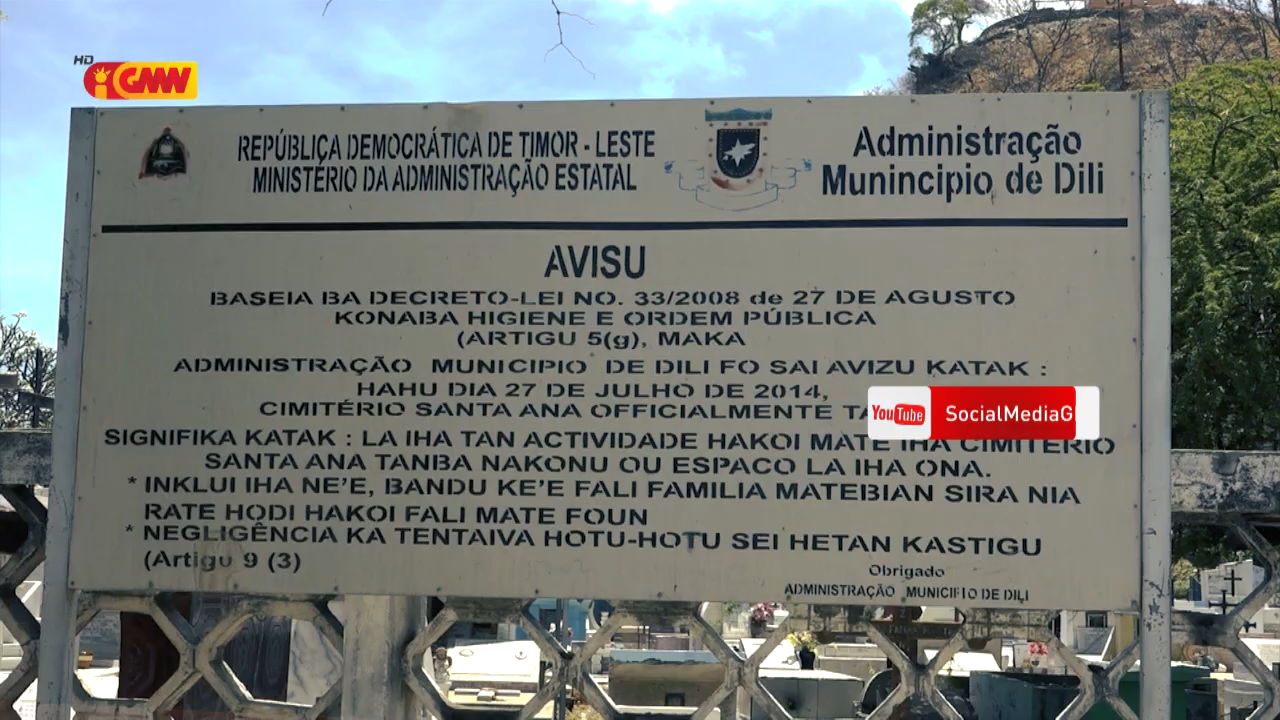 HD
GMN
REPÚBLICA DEMOCRÁTICA DE TIMOR - LESTE
MINISTÉRIO DA ADMINISTRAÇÃO ESTATAL
Administração
Munincipio de Dili
AVISU
BASEIA BA DECRETO-LEI NO. 33/2008 de 27 DE AGUSTO
KONABA HIGIENE E ORDEM PÚBLICA
(ARTIGU 5(g), MAKA
ADMINISTRAÇÃO MUNICIPIO DE DILI FO SAI AVIZU KATAK :
HAHU DIA 27 DE JULHO DE 2014,
CIMITÉRIO SANTA ANA OFFICIALMENTE
YouTube SocialMediaG
SIGNIFIKA KATAK : LA IHA TAN ACTIVIDADE HAKOI MATE IHA CIMITERIO
SANTA ANA TANBA NAKONU OU ESPACO LA IHA ONA.
* INKLUI IHA NE'E, BANDU KE'E FALI FAMILIA MATEBIAN SIRA NIA
RATE HODI HAKOI FALI MATE FOUN
* NEGLIGÊNCIA KA TENTAIVA HOTU-HOTU SEI HETAN KASTIGU
(Artigu 9 (3)
Obrigado
ADMINISTRAÇÃO MUNICIPIO DE DILI